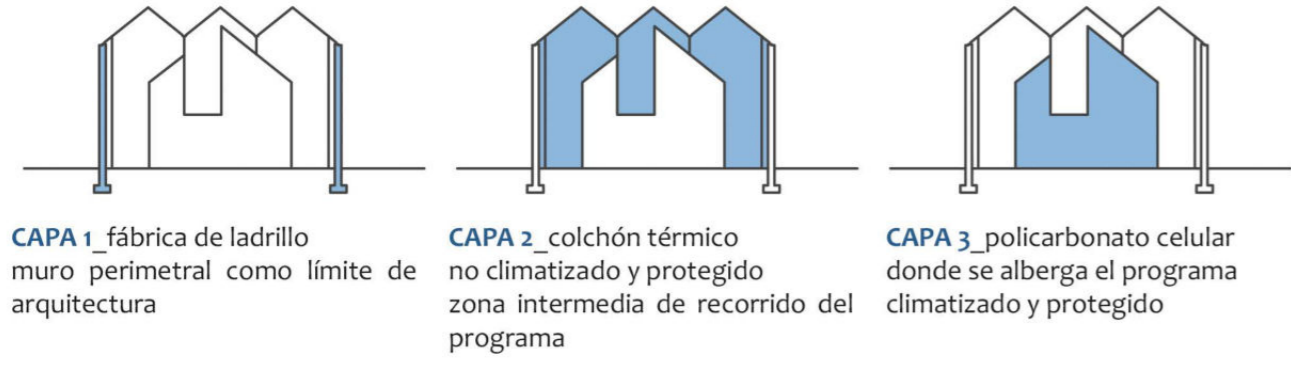 CAPA 1_fábrica de ladrillo
muro perimetral como límite de
arquitectura
CAPA 2_colchón térmico
no climatizado y protegido
zona intermedia de recorrido del
programa
CAPA 3_policarbonato celular
donde se alberga el programa
climatizado y protegido